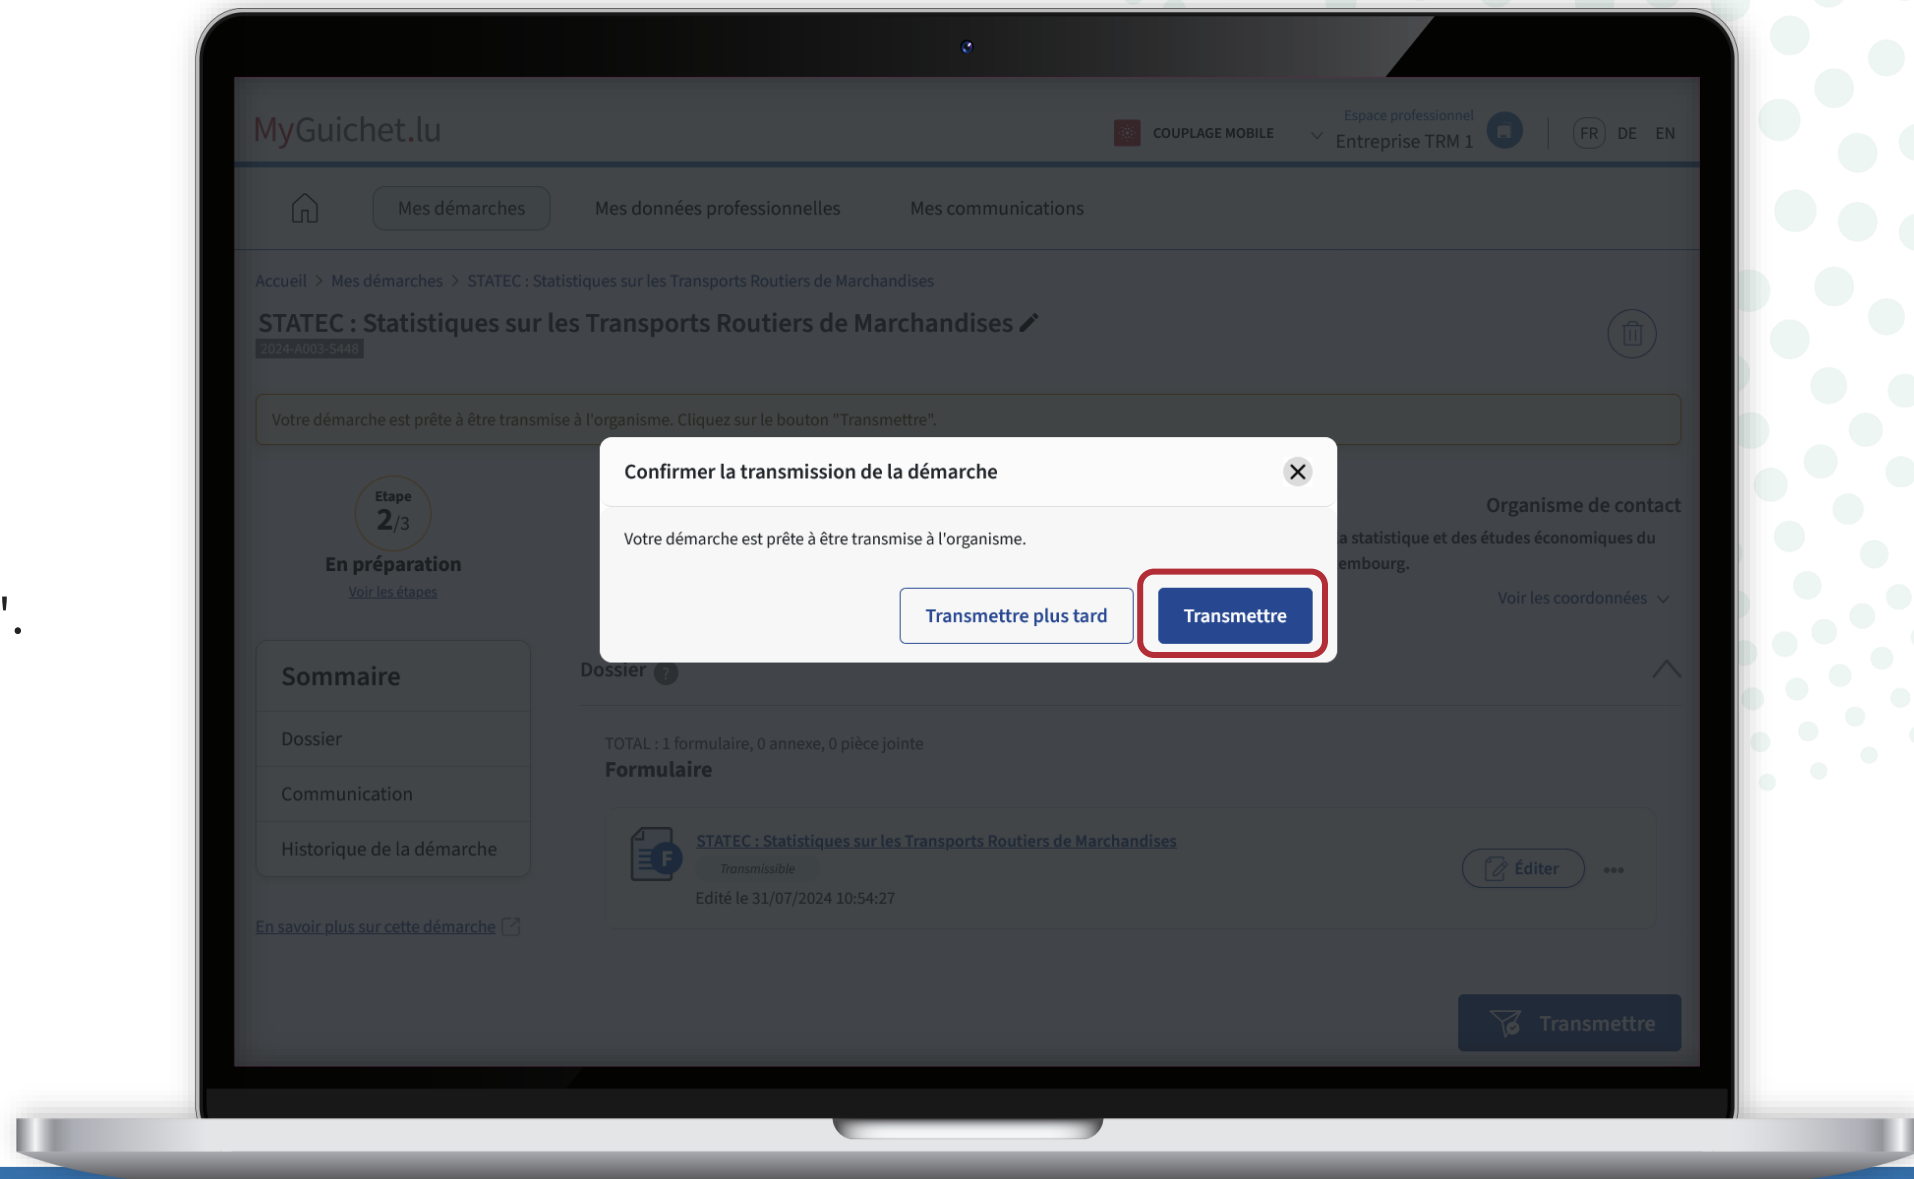 MyGuichet.lu
COUPLAGE MOBILE
Espace professionnel
Entreprise TRM 1
FR DE EN
Mes démarches
Mes données professionnelles
Mes communications
Accueil > Mes démarches > STATEC : Statistiques sur les Transports Routiers de Marchandises
STATEC : Statistiques sur les Transports Routiers de Marchandises
2024-A003-S448
Votre démarche est prête à être transmise à l'organisme. Cliquez sur le bouton "Transmettre".
Confirmer la transmission de la démarche
Votre démarche est prête à être transmise à l'organisme.
Transmettre plus tard
Transmettre
Etape
2/3
En préparation
Voir les étapes
Organisme de contact
a statistique et des études économiques du
embourg.
Voir les coordonnées
".
Sommaire
Dossier
Communication
Historique de la démarche
En savoir plus sur cette démarche
Dossier ?
TOTAL : 1 formulaire, 0 annexe, 0 pièce jointe
Formulaire
F
STATEC : Statistiques sur les Transports Routiers de Marchandises
Transmissible
Edité le 31/07/2024 10:54:27
Éditer
Transmettre